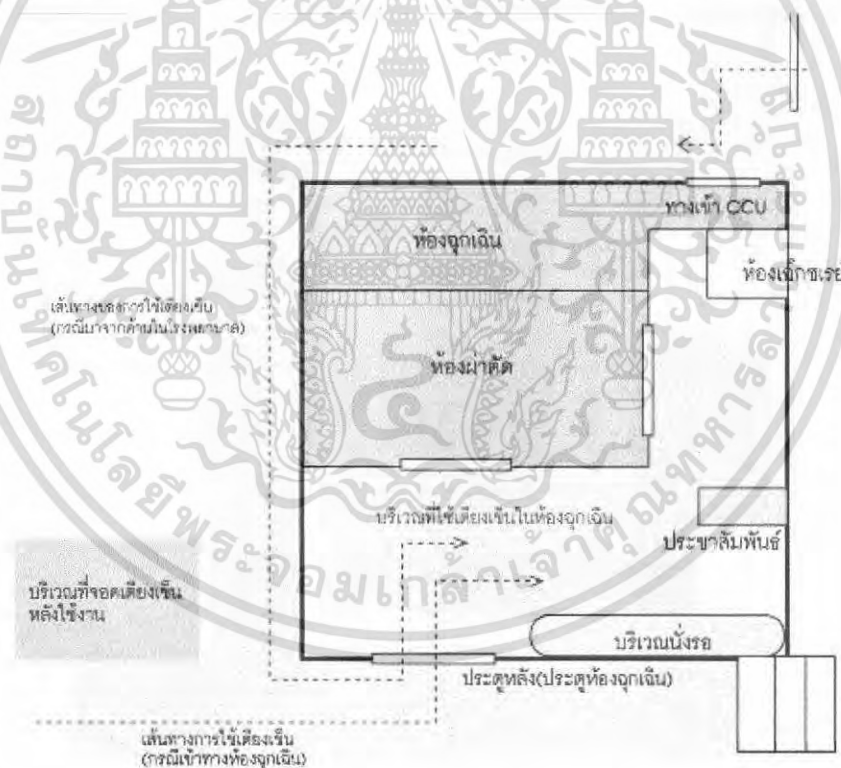 ทางเข้า CCU
ห้องฉุกเฉิน
ห้องเอ็กซเรย์
เส้นทางของการใช้เตียงเข็น
(กรณีมาจากด้านในโรงพยาบาล)
ห้องผ่าตัด
บริเวณที่ใช้เตียงเข็นในห้องฉุกเฉิน
ประชาสัมพันธ์
บริเวณที่จอดเตียงเข็น
หลังใช้งาน
บริเวณนั่งรอ
ประตูหลัง(ประตูห้องฉุกเฉิน)
เส้นทางการใช้เตียงเข็น
(กรณีเข้าทางห้องฉุกเฉิน)